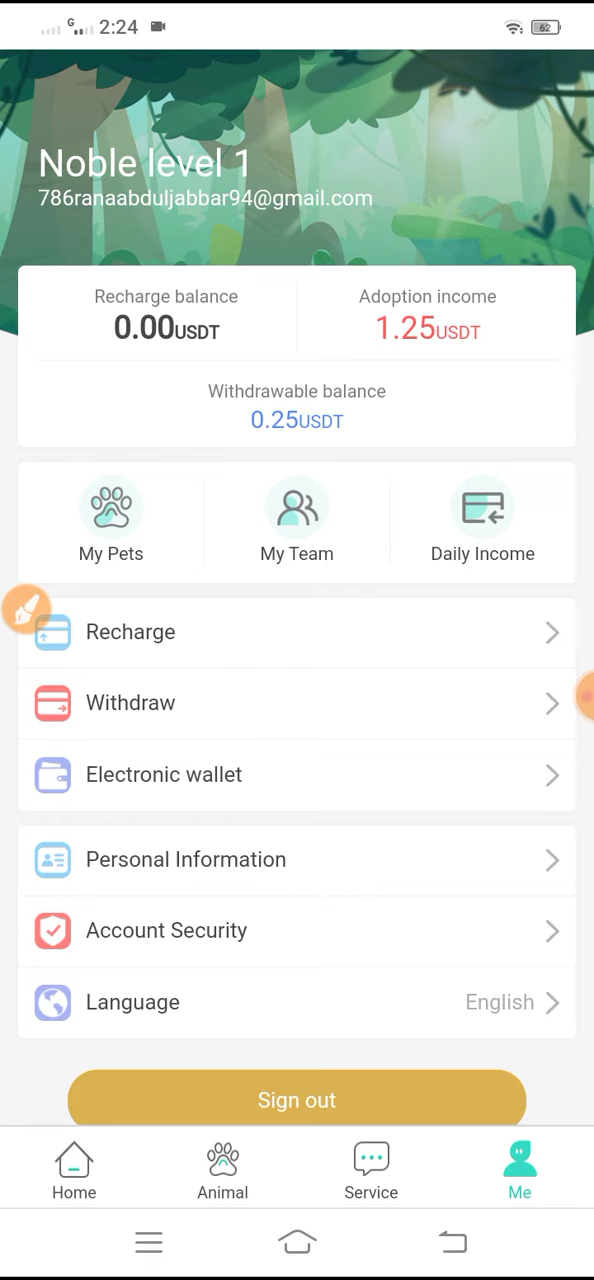 G 2:24 62
Noble level 1
786ranaabduljabbar94@gmail.com
Recharge balance Adoption income
0.00USDT 1.25USDT
Withdrawable balance
0.25USDT
My Pets My Team Daily Income
Recharge
Withdraw
Electronic wallet
Personal Information
Account Security
Language English
Sign out
Home Animal Service Me